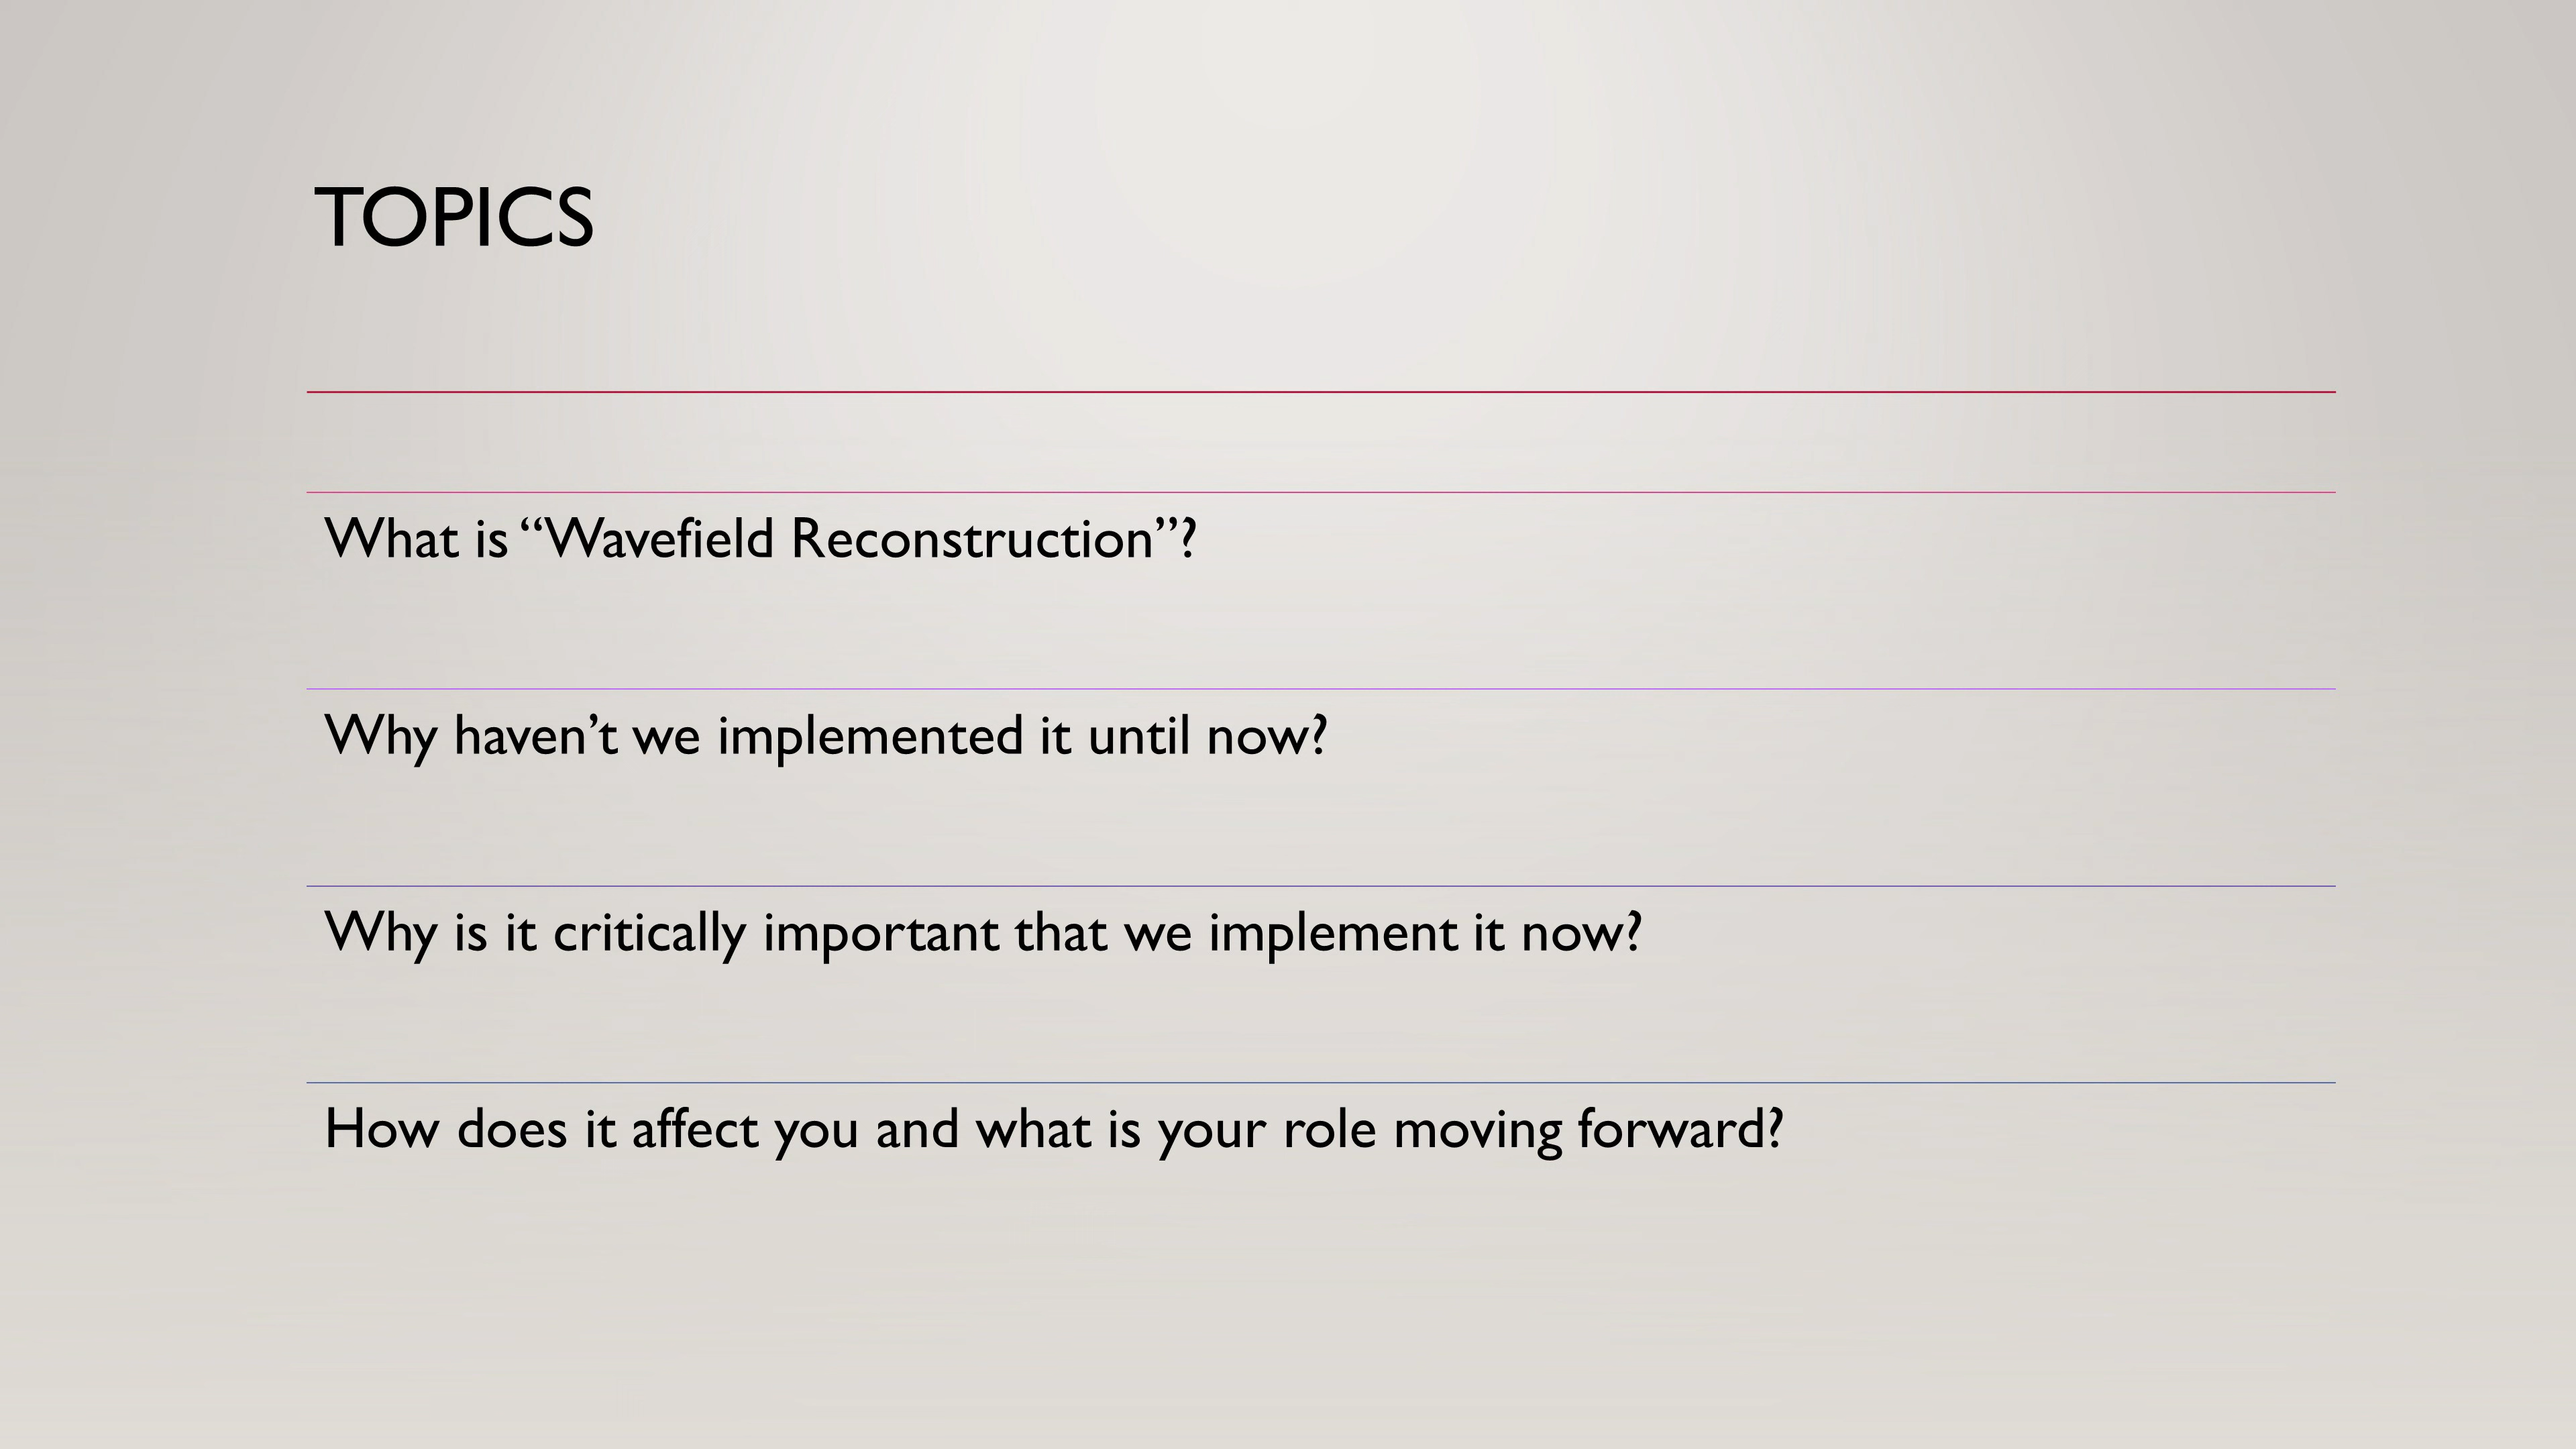 TOPICS
What is “Wavefield Reconstruction”?
Why haven’t we implemented it until now?
Why is it critically important that we implement it now?
How does it affect you and what is your role moving forward?